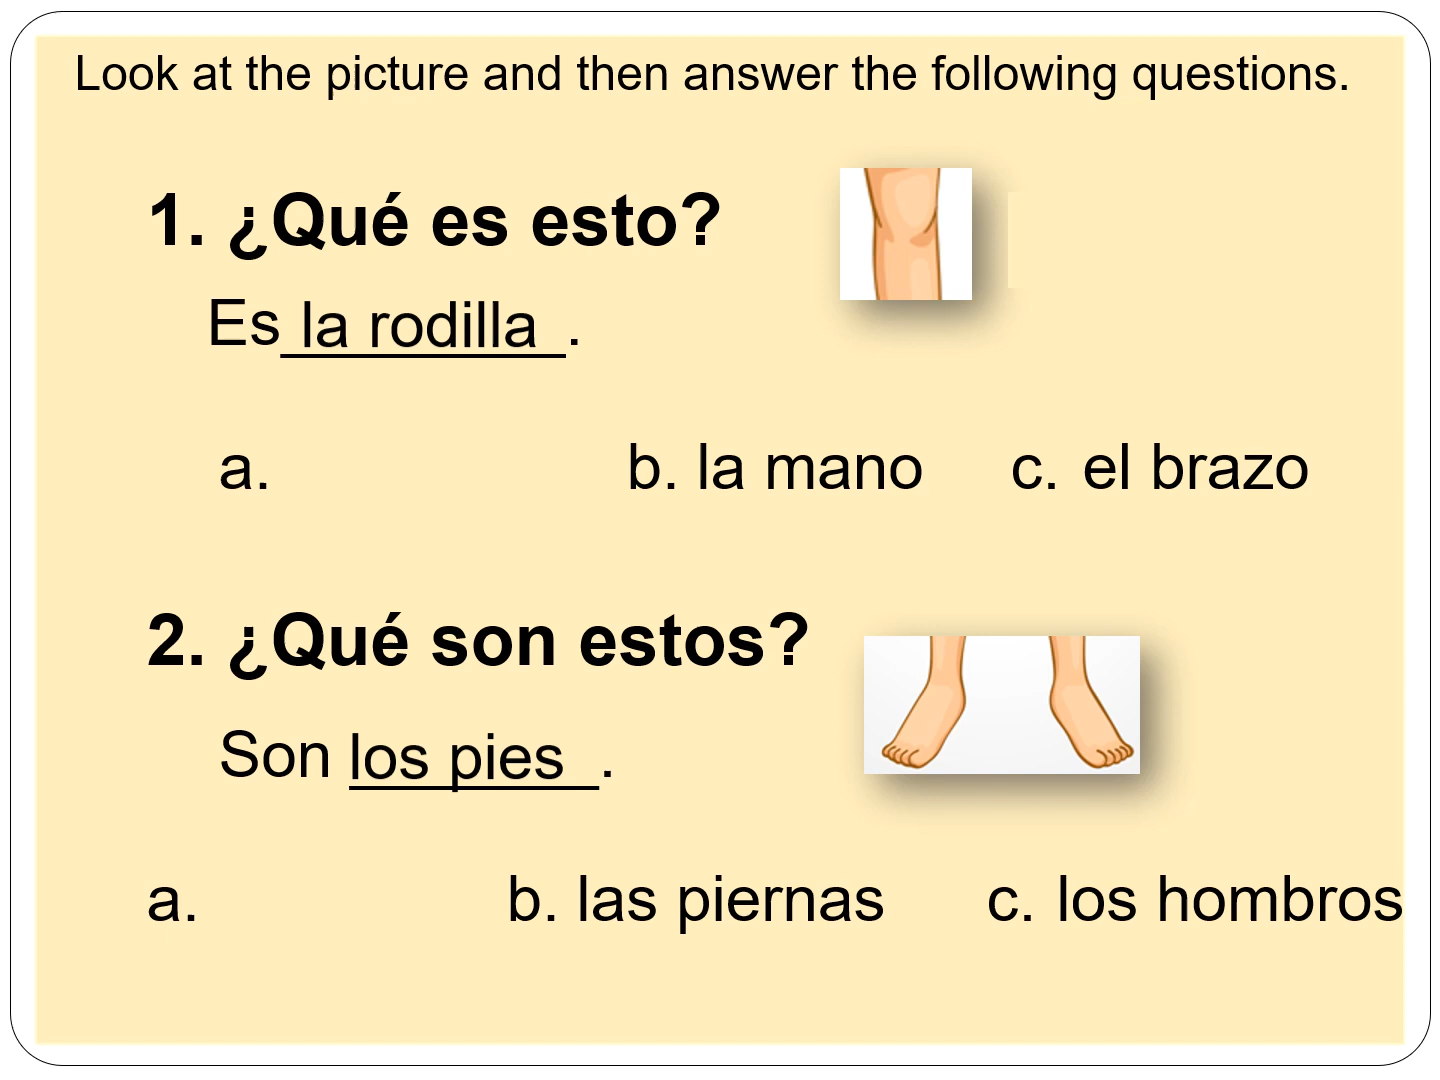 Look at the picture and then answer the following questions.
1. ¿Qué es esto?
Es la rodilla.
a. b. la mano c. el brazo
2. ¿Qué son estos?
Son los pies.
a. b. las piernas c. los hombros